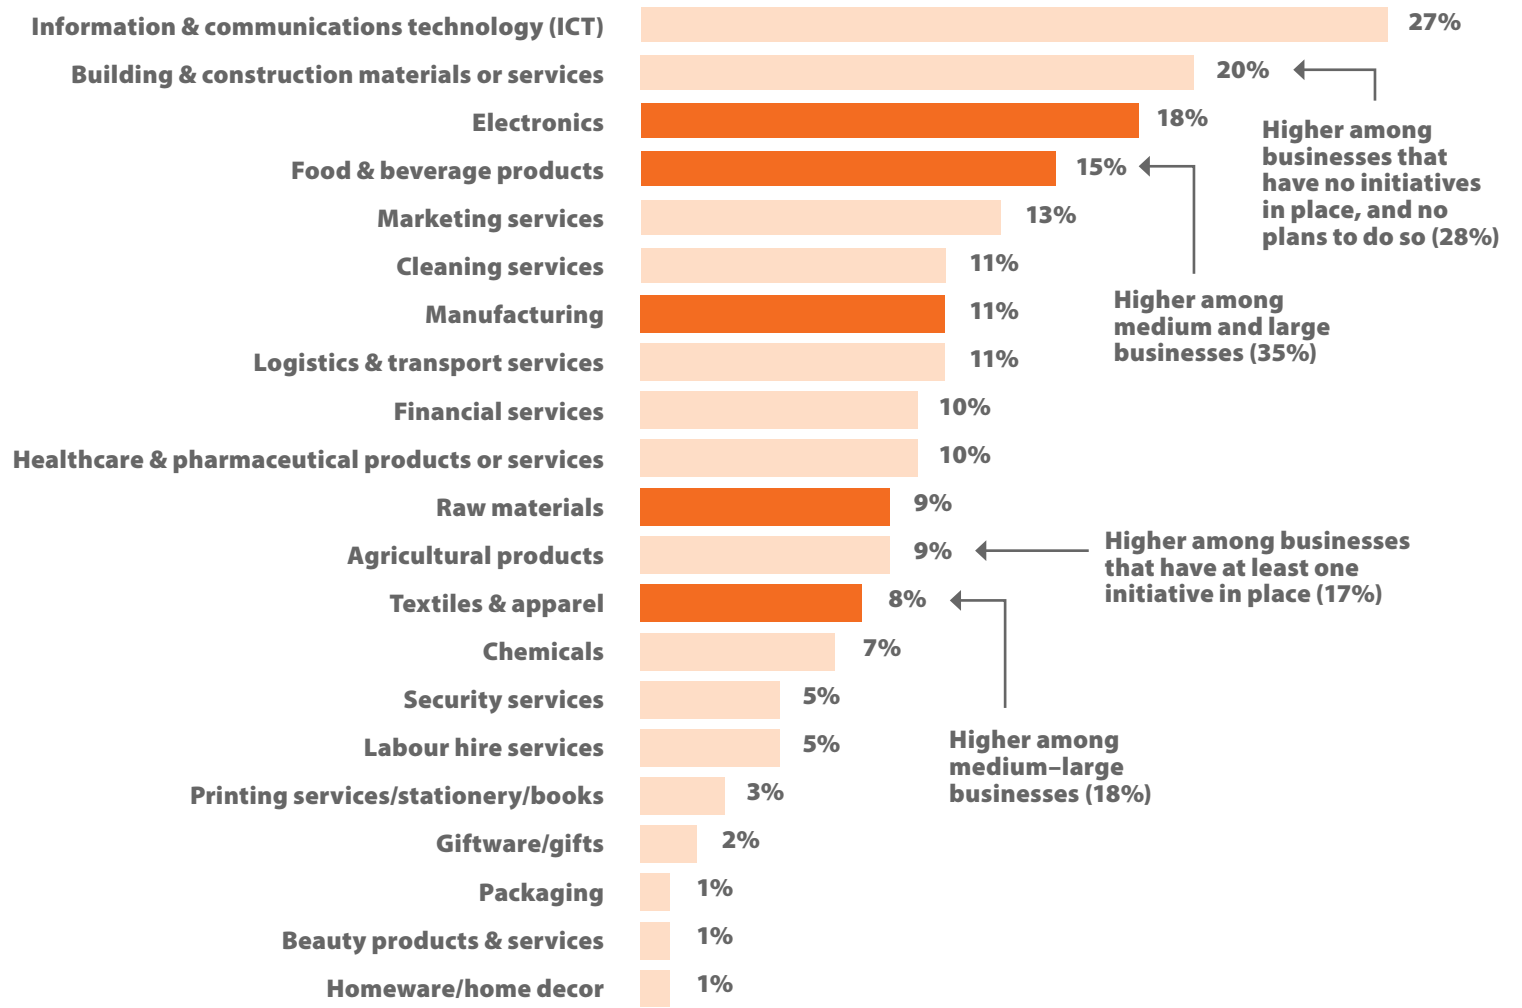 Information & communications technology (ICT) 27%
Building & construction materials or services 20%
Electronics 18%
Higher among
businesses that
have no initiatives
in place, and no
plans to do so (28%)
Food & beverage products 15%
Marketing services 13%
Cleaning services 11%
Higher among
medium and large
businesses (35%)
Manufacturing 11%
Logistics & transport services 11%
Financial services 10%
Healthcare & pharmaceutical products or services 10%
Raw materials 9%
Agricultural products 9%
Higher among businesses
that have at least one
initiative in place (17%)
Textiles & apparel 8%
Chemicals 7%
Security services 5%
Labour hire services 5%
Higher among
medium–large
businesses (18%)
Printing services/stationery/books 3%
Giftware/gifts 2%
Packaging 1%
Beauty products & services 1%
Homeware/home decor 1%